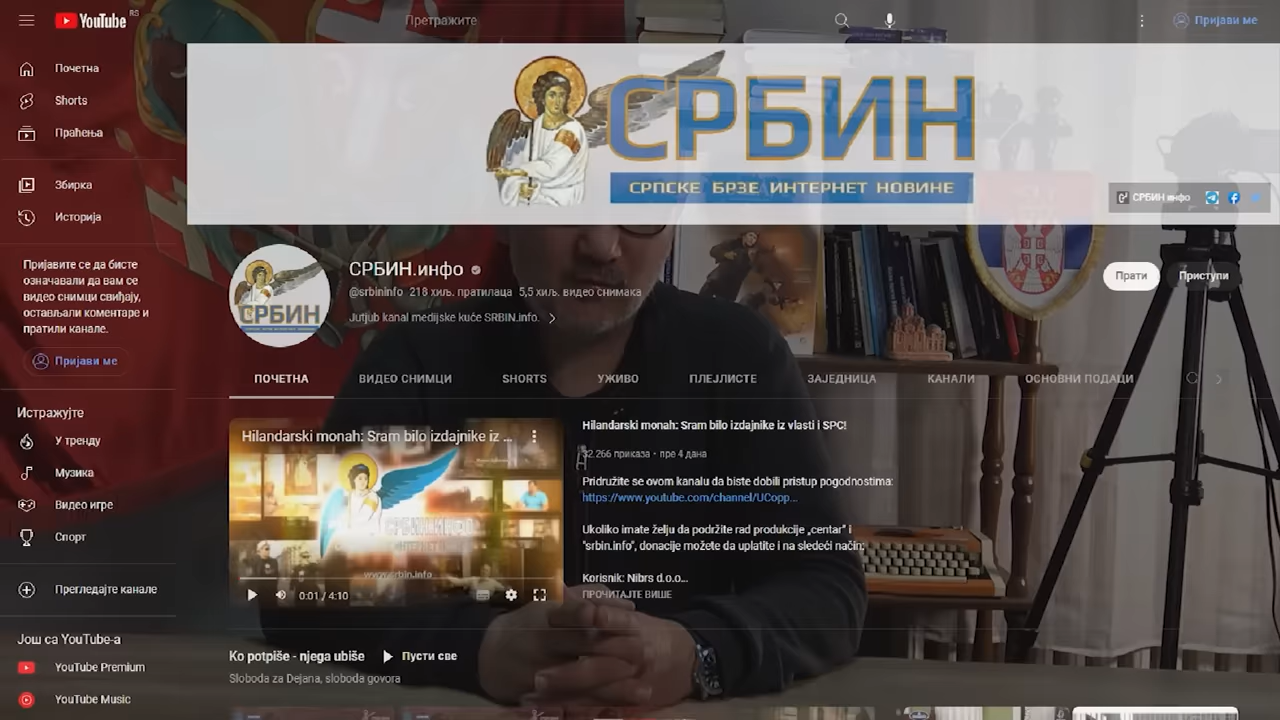 YouTube RS
Претражите
Пријави ме
Почетна
Shorts
Праћења
Збирка
Историја
Пријавите се да бисте
означавали да вам се
видео снимци свиђају,
остављали коментаре и
пратили канале.
Пријави ме
Истражујте
У тренду
Музика
Видео игре
Спорт
Прегледајте канале
Још са YouTube-a
YouTube Premium
YouTube Music
СРБИН
СРПСКЕ БРЗЕ ИНТЕРНЕТ НОВИНЕ
СРБИН инфо
СРБИН
СРБИН.инфо
@srbininfo 218 хиљ. пратилаца 5,5 хиљ. видео снимака
Jutjub kanal medijske kuće SRBIN.info.
Прати
Приступи
ПОЧЕТНА
ВИДЕО СНИМЦИ
SHORTS
УЖИВО
ПЛЕЈЛИСТЕ
ЗАЈЕДНИЦА
КАНАЛИ
ОСНОВНИ ПОДАЦИ
Hilandarski monah: Sram bilo izdajnike iz ...
СРБИН.ИНФО
www.srbin.info
0:01 / 4:10
Hilandarski monah: Sram bilo izdajnike iz vlasti i SPC!
32.266 приказа · пре 4 дана
Pridružite se ovom kanalu da biste dobili pristup pogodnostima:
https://www.youtube.com/channel/UCopp...
Ukoliko imate želju da podržite rad produkcije „centar" i
"srbin.info", donacije možete da uplatite i na sledeći način:
Korisnik: Nibrs d.o.o...
ПРОЧИТАЈТЕ ВИШЕ
Ko potpiše - njega ubiše
Пусти све
Sloboda za Dejana, sloboda govora